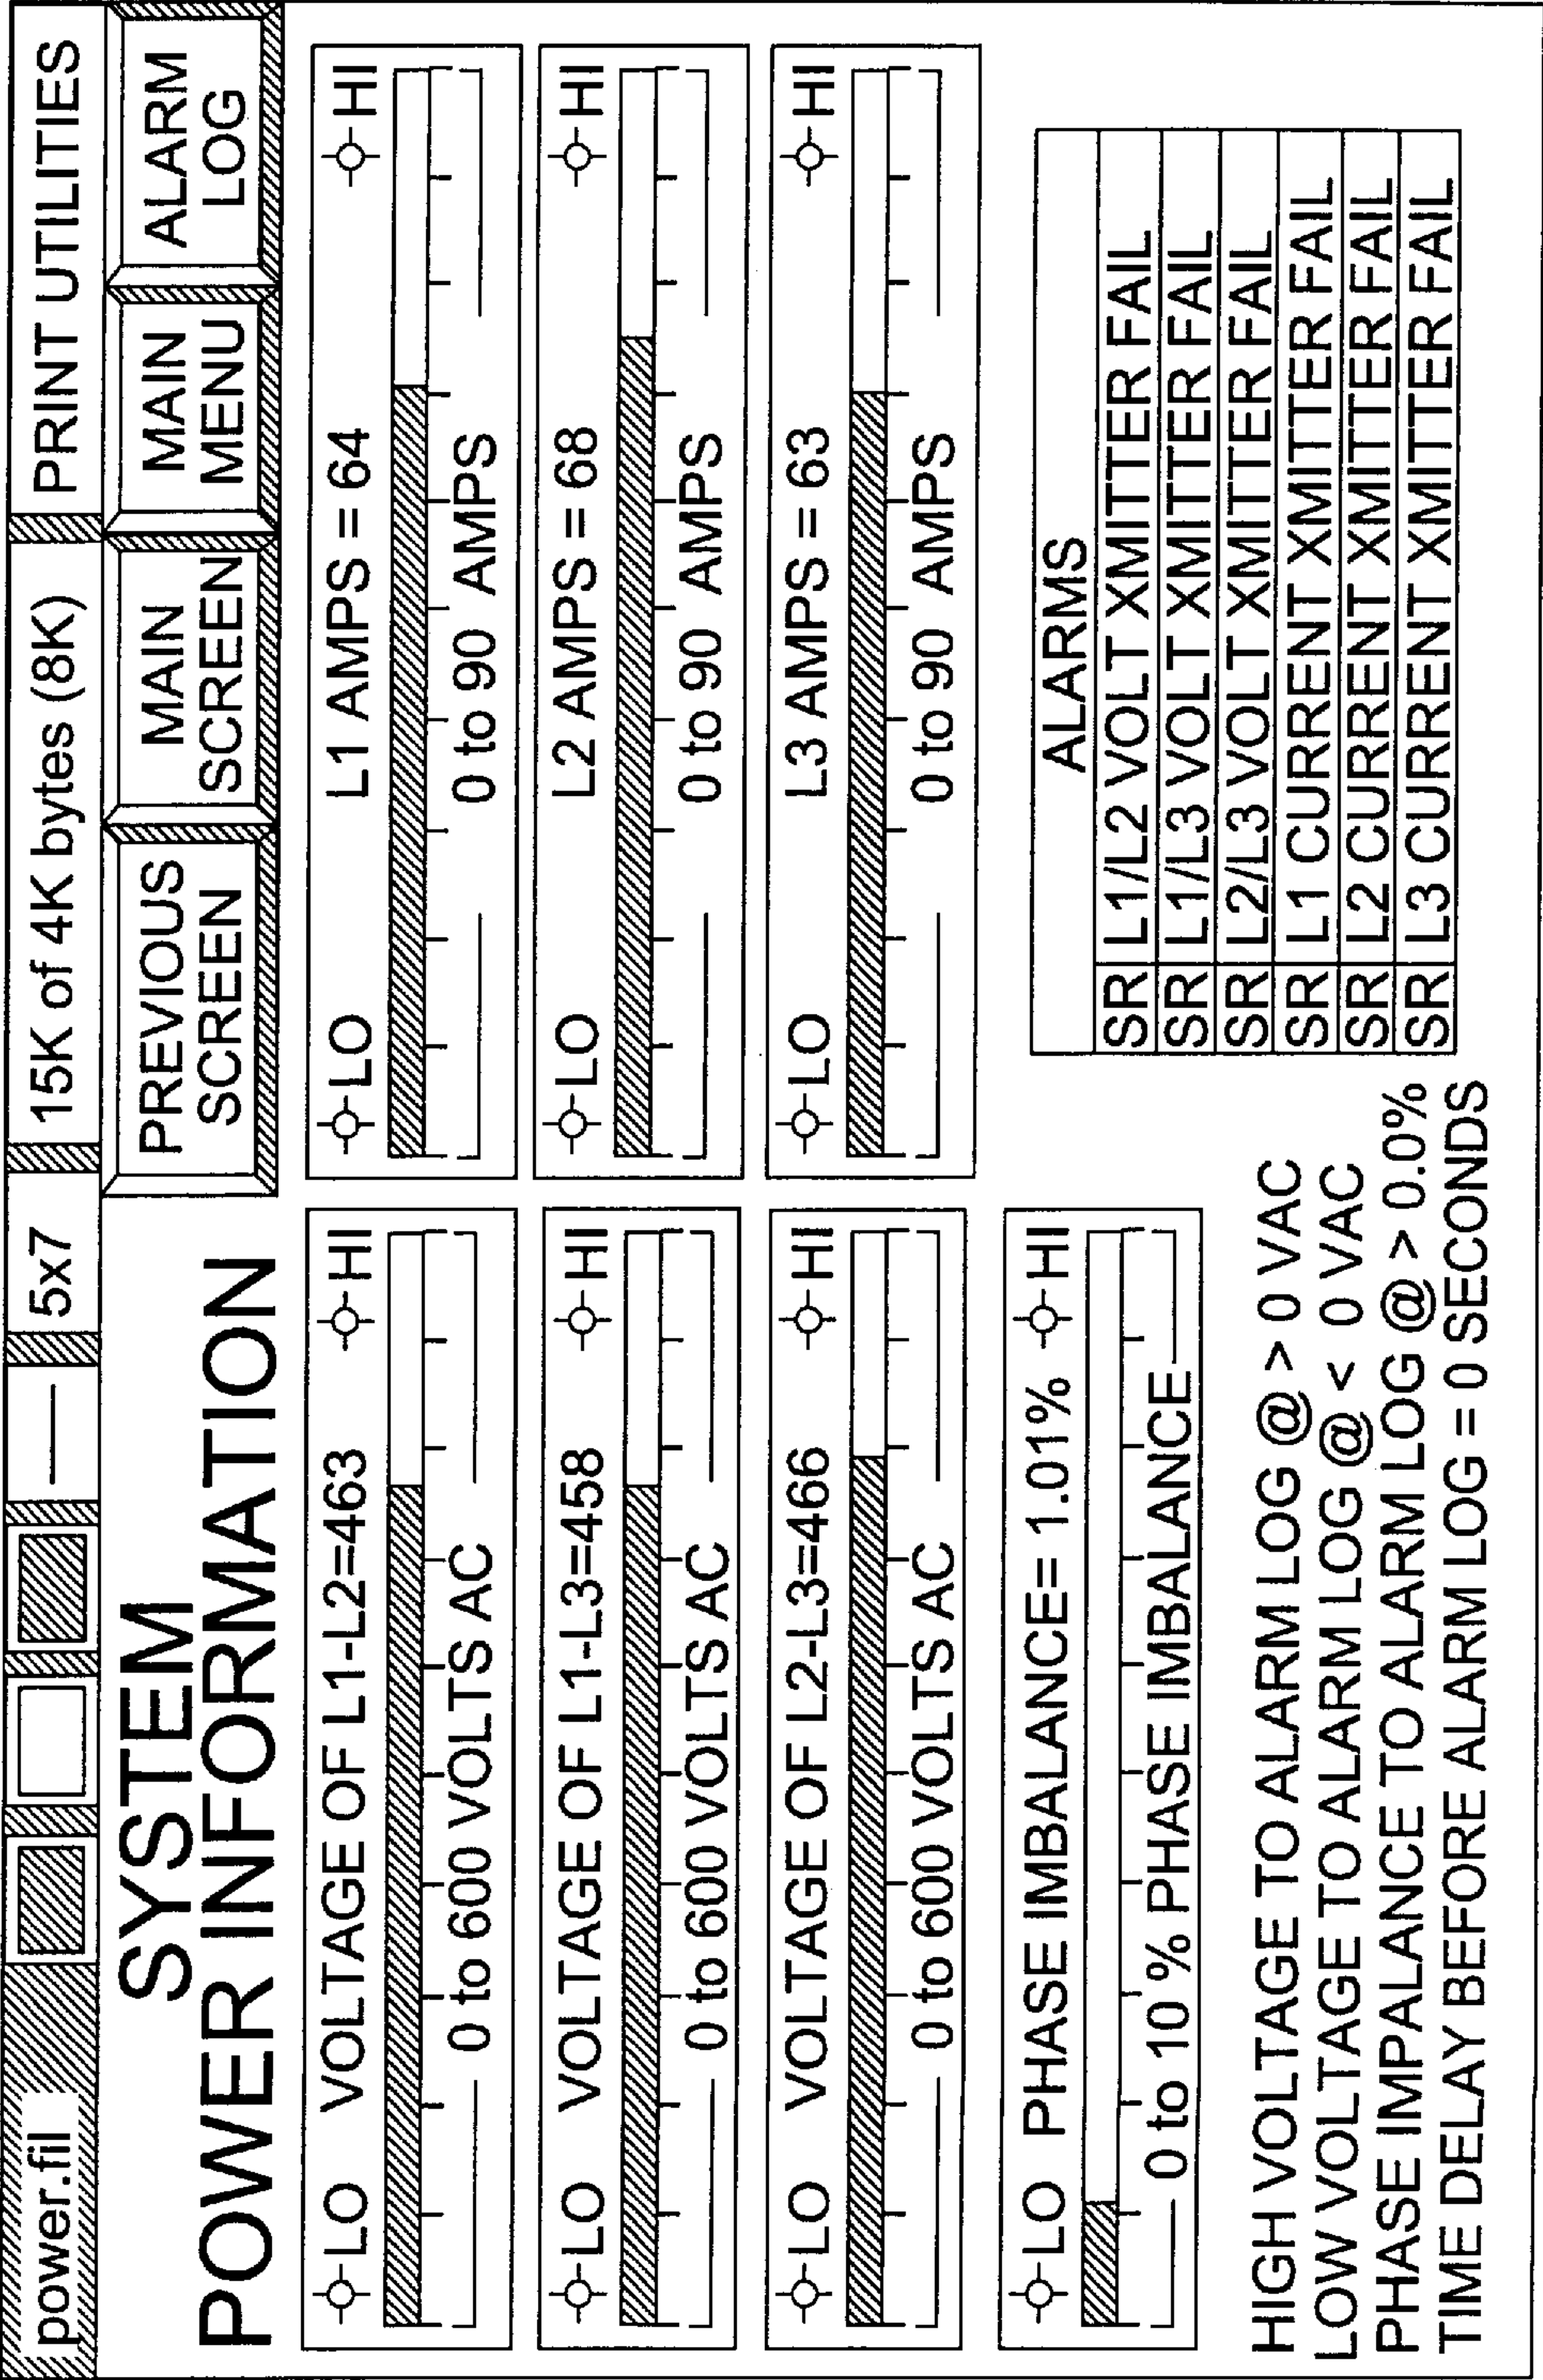 power.fil 5x7 15K of 4K bytes (8K) PRINT UTILITIES
SYSTEM
POWER INFORMATION
PREVIOUS
SCREEN
MAIN
SCREEN
MAIN
MENU
ALARM
LOG
LO VOLTAGE OF L1-L2=463 HI
0 to 600 VOLTS AC
LO VOLTAGE OF L1-L3=458 HI
0 to 600 VOLTS AC
LO VOLTAGE OF L2-L3=466 HI
0 to 600 VOLTS AC
LO PHASE IMBALANCE= 1.01% HI
0 to 10 % PHASE IMBALANCE
HIGH VOLTAGE TO ALARM LOG @ > 0 VAC
LOW VOLTAGE TO ALARM LOG @ < 0 VAC
PHASE IMPALANCE TO ALARM LOG @ > 0.0%
TIME DELAY BEFORE ALARM LOG = 0 SECONDS
LO L1 AMPS = 64 HI
0 to 90 AMPS
LO L2 AMPS = 68 HI
0 to 90 AMPS
LO L3 AMPS = 63 HI
0 to 90 AMPS
ALARMS
SR L1/L2 VOLT XMITTER FAIL
SR L1/L3 VOLT XMITTER FAIL
SR L2/L3 VOLT XMITTER FAIL
SR L1 CURRENT XMITTER FAIL
SR L2 CURRENT XMITTER FAIL
SR L3 CURRENT XMITTER FAIL